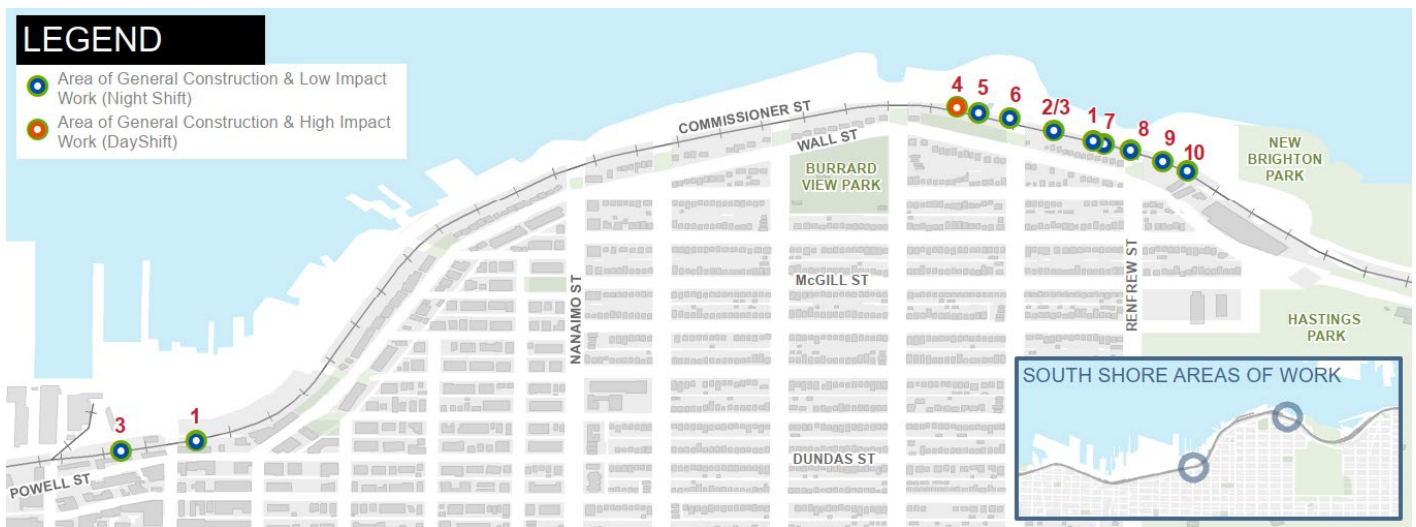 LEGEND
Area of General Construction & Low Impact
Work (Night Shift)
Area of General Construction & High Impact
Work (DayShift)
COMMISSIONER ST
WALL ST
4
5
6
2/3
1
7
8
9
10
BURRARD
VIEW PARK
NEW
BRIGHTON
PARK
NANAIMO ST
McGILL ST
RENFREW ST
HASTINGS
PARK
SOUTH SHORE AREAS OF WORK
3
1
POWELL ST
DUNDAS ST